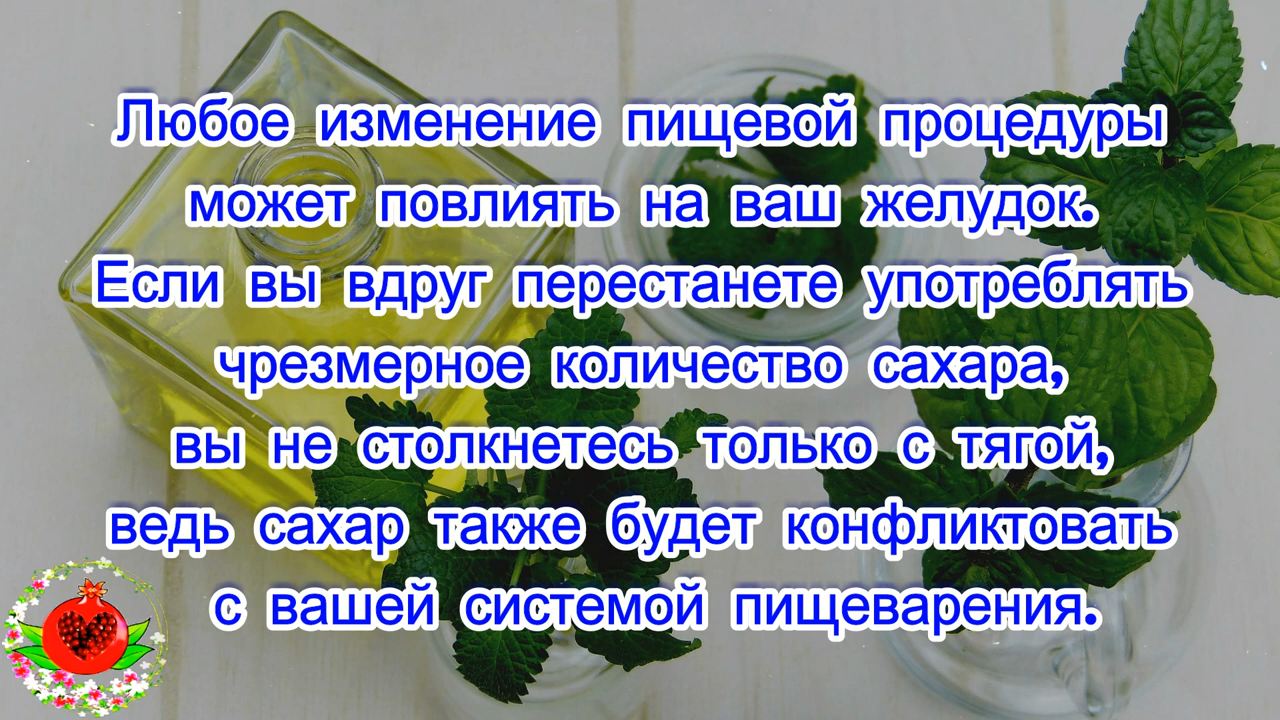 Любое изменение пищевой процедуры
может повлиять на ваш желудок.
Если вы вдруг перестанете употреблять
чрезмерное количество сахара,
вы не столкнетесь только с тягой,
ведь сахар также будет конфликтовать
с вашей системой пищеварения.